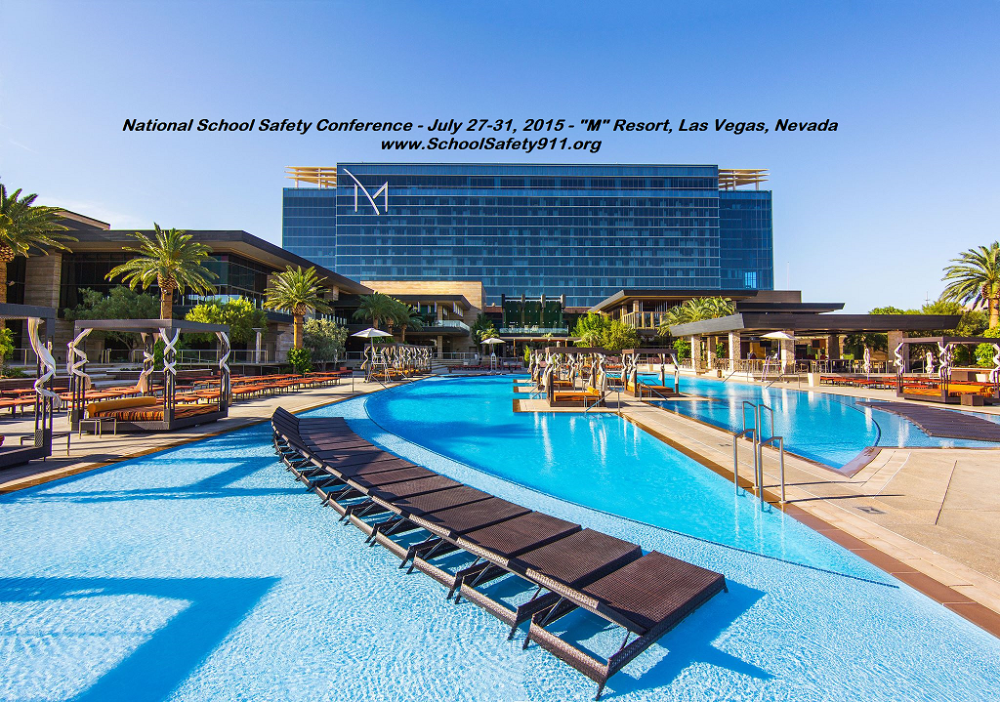 National School Safety Conference - July 27-31, 2015 - "M" Resort, Las Vegas, Nevada
www.SchoolSafety911.org
M